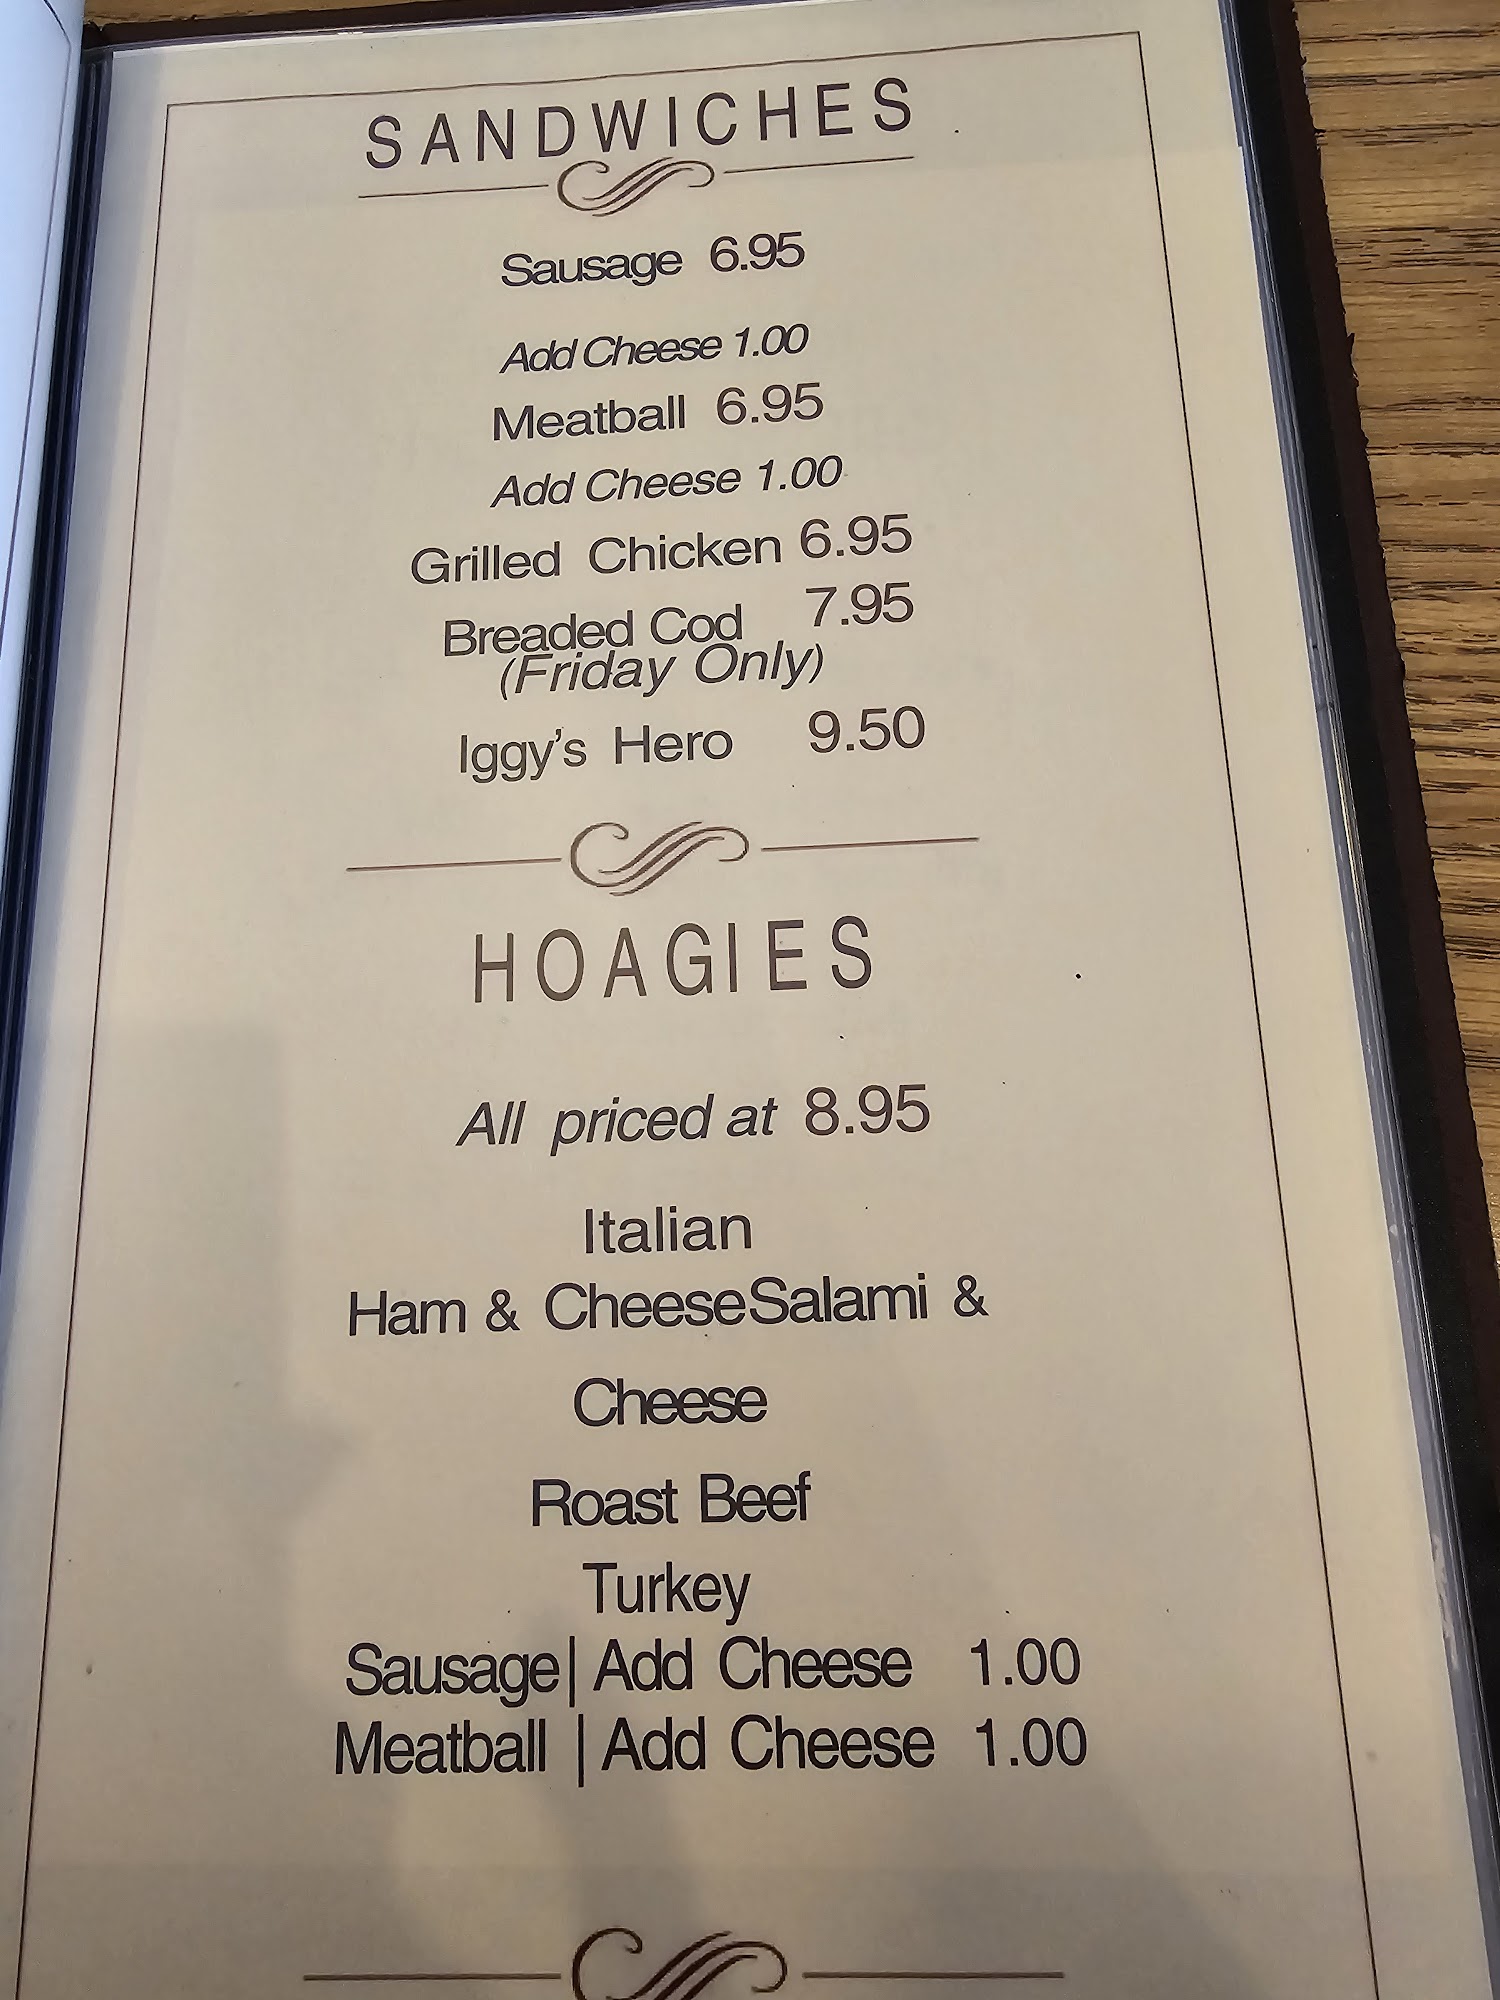 SANDWICHES
Sausage 6.95
Add Cheese 1.00
Meatball 6.95
Add Cheese 1.00
Grilled Chicken 6.95
Breaded Cod 7.95
(Friday Only)
Iggy's Hero 9.50
HOAGIES
All priced at 8.95
Italian
Ham & CheeseSalami &
Cheese
Roast Beef
Turkey
Sausage| Add Cheese 1.00
Meatball | Add Cheese 1.00